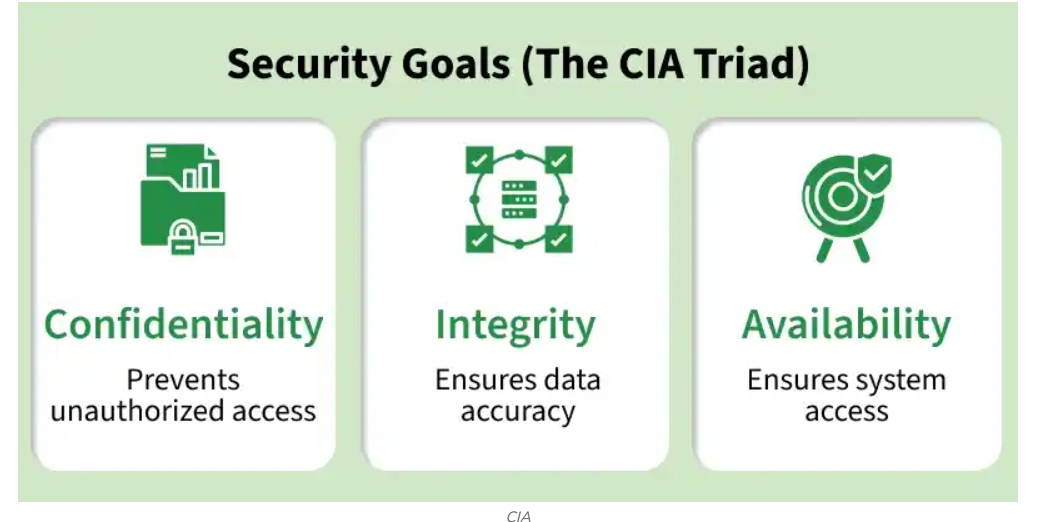 Security Goals (The CIA Triad)
Confidentiality
Prevents
unauthorized access
Integrity
Ensures data
accuracy
Availability
Ensures system
access
CIA